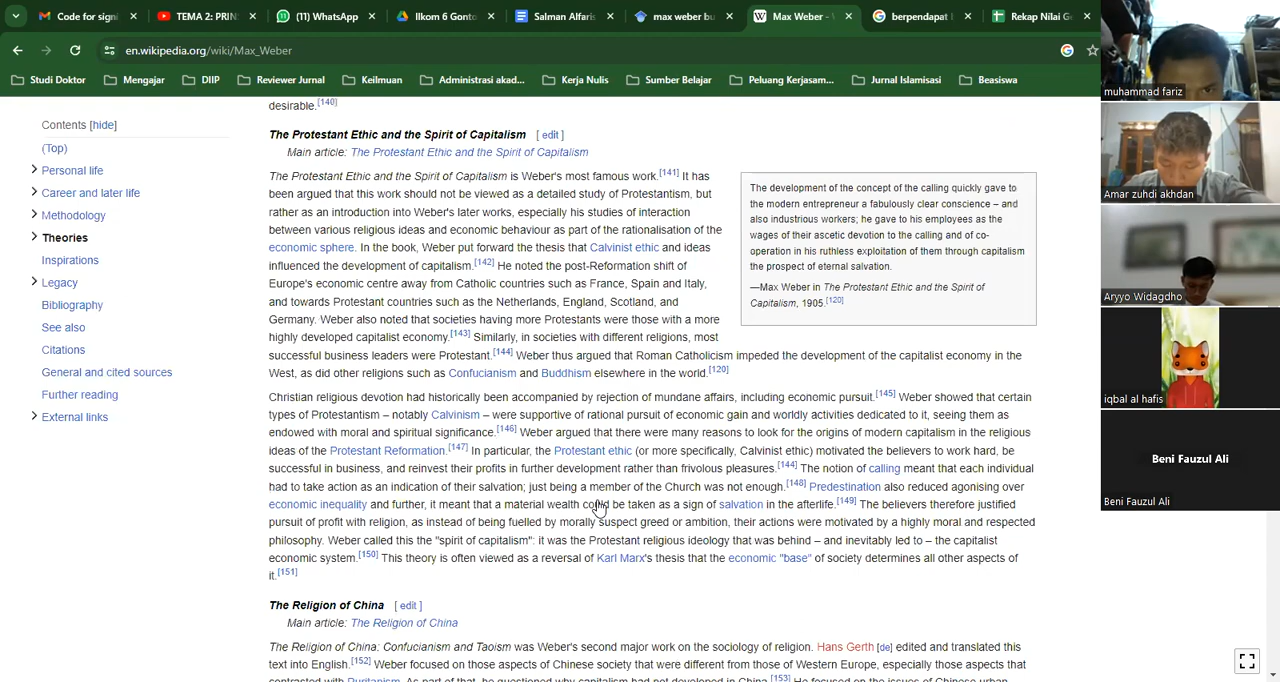 Code for signi
TEMA 2: PRIN
(11) WhatsApp
Ilkom 6 Gonto
Salman Alfaris
max weber bu
Max Weber -
berpendapat
Rekap Nilai G
en.wikipedia.org/wiki/Max_Weber
Studi Doktor
Mengajar
DIIP
Reviewer Jurnal
Keilmuan
Administrasi akad...
Kerja Nulis
Sumber Belajar
Peluang Kerjasam...
Jurnal Islamisasi
Beasiswa
Contents [hide]
(Top)
Personal life
Career and later life
Methodology
Theories
Inspirations
Legacy
Bibliography
See also
Citations
General and cited sources
Further reading
External links
desirable.[140]
The Protestant Ethic and the Spirit of Capitalism [ edit ]
Main article: The Protestant Ethic and the Spirit of Capitalism
The Protestant Ethic and the Spirit of Capitalism is Weber's most famous work.[141] It has
been argued that this work should not be viewed as a detailed study of Protestantism, but
rather as an introduction into Weber's later works, especially his studies of interaction
between various religious ideas and economic behaviour as part of the rationalisation of the
economic sphere. In the book, Weber put forward the thesis that Calvinist ethic and ideas
influenced the development of capitalism.[142] He noted the post-Reformation shift of
Europe's economic centre away from Catholic countries such as France, Spain and Italy,
and towards Protestant countries such as the Netherlands, England, Scotland, and
Germany. Weber also noted that societies having more Protestants were those with a more
highly developed capitalist economy.[143] Similarly, in societies with different religions, most
successful business leaders were Protestant.[144] Weber thus argued that Roman Catholicism impeded the development of the capitalist economy in the
West, as did other religions such as Confucianism and Buddhism elsewhere in the world.[120]
The development of the concept of the calling quickly gave to
the modern entrepreneur a fabulously clear conscience – and
also industrious workers; he gave to his employees as the
wages of their ascetic devotion to the calling and of co-
operation in his ruthless exploitation of them through capitalism
the prospect of eternal salvation.
—Max Weber in The Protestant Ethic and the Spirit of
Capitalism, 1905.[120]
Christian religious devotion had historically been accompanied by rejection of mundane affairs, including economic pursuit.[145] Weber showed that certain
types of Protestantism – notably Calvinism – were supportive of rational pursuit of economic gain and worldly activities dedicated to it, seeing them as
endowed with moral and spiritual significance.[146] Weber argued that there were many reasons to look for the origins of modern capitalism in the religious
ideas of the Protestant Reformation.[147] In particular, the Protestant ethic (or more specifically, Calvinist ethic) motivated the believers to work hard, be
successful in business, and reinvest their profits in further development rather than frivolous pleasures.[144] The notion of calling meant that each individual
had to take action as an indication of their salvation; just being a member of the Church was not enough.[148] Predestination also reduced agonising over
economic inequality and further, it meant that a material wealth could be taken as a sign of salvation in the afterlife.[149] The believers therefore justified
pursuit of profit with religion, as instead of being fuelled by morally suspect greed or ambition, their actions were motivated by a highly moral and respected
philosophy. Weber called this the "spirit of capitalism": it was the Protestant religious ideology that was behind – and inevitably led to – the capitalist
economic system.[150] This theory is often viewed as a reversal of Karl Marx's thesis that the economic "base" of society determines all other aspects of
it.[151]
The Religion of China [ edit ]
Main article: The Religion of China
The Religion of China: Confucianism and Taoism was Weber's second major work on the sociology of religion. Hans Gerth [de] edited and translated this
text into English.[152] Weber focused on those aspects of Chinese society that were different from those of Western Europe, especially those aspects that
contrasted with Puritanism. As part of that, he questioned why capitalism had not developed in China.[153] He focused on the issues of Chinese urban
muhammad fariz
Amar zuhdi akhdan
Aryyo Widagdho
iqbal al hafis
Beni Fauzul Ali
Beni Fauzul Ali